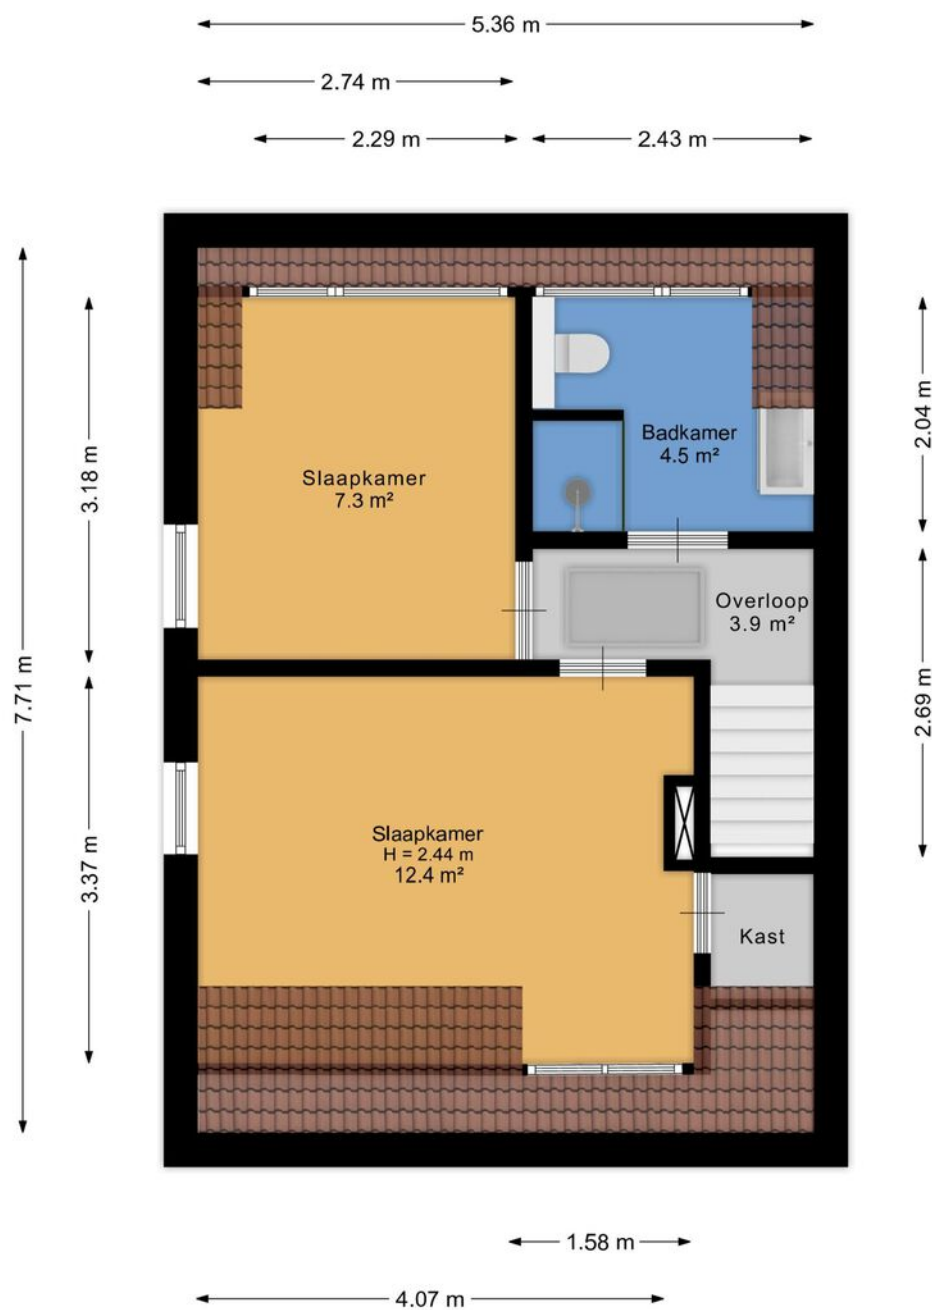 5.36 m
2.74 m
2.29 m
2.43 m
7.71 m
3.18 m
2.04 m
Badkamer
4.5 m²
Slaapkamer
7.3 m²
Overloop
3.9 m²
2.69 m
3.37 m
Slaapkamer
H = 2.44 m
12.4 m²
Kast
1.58 m
4.07 m